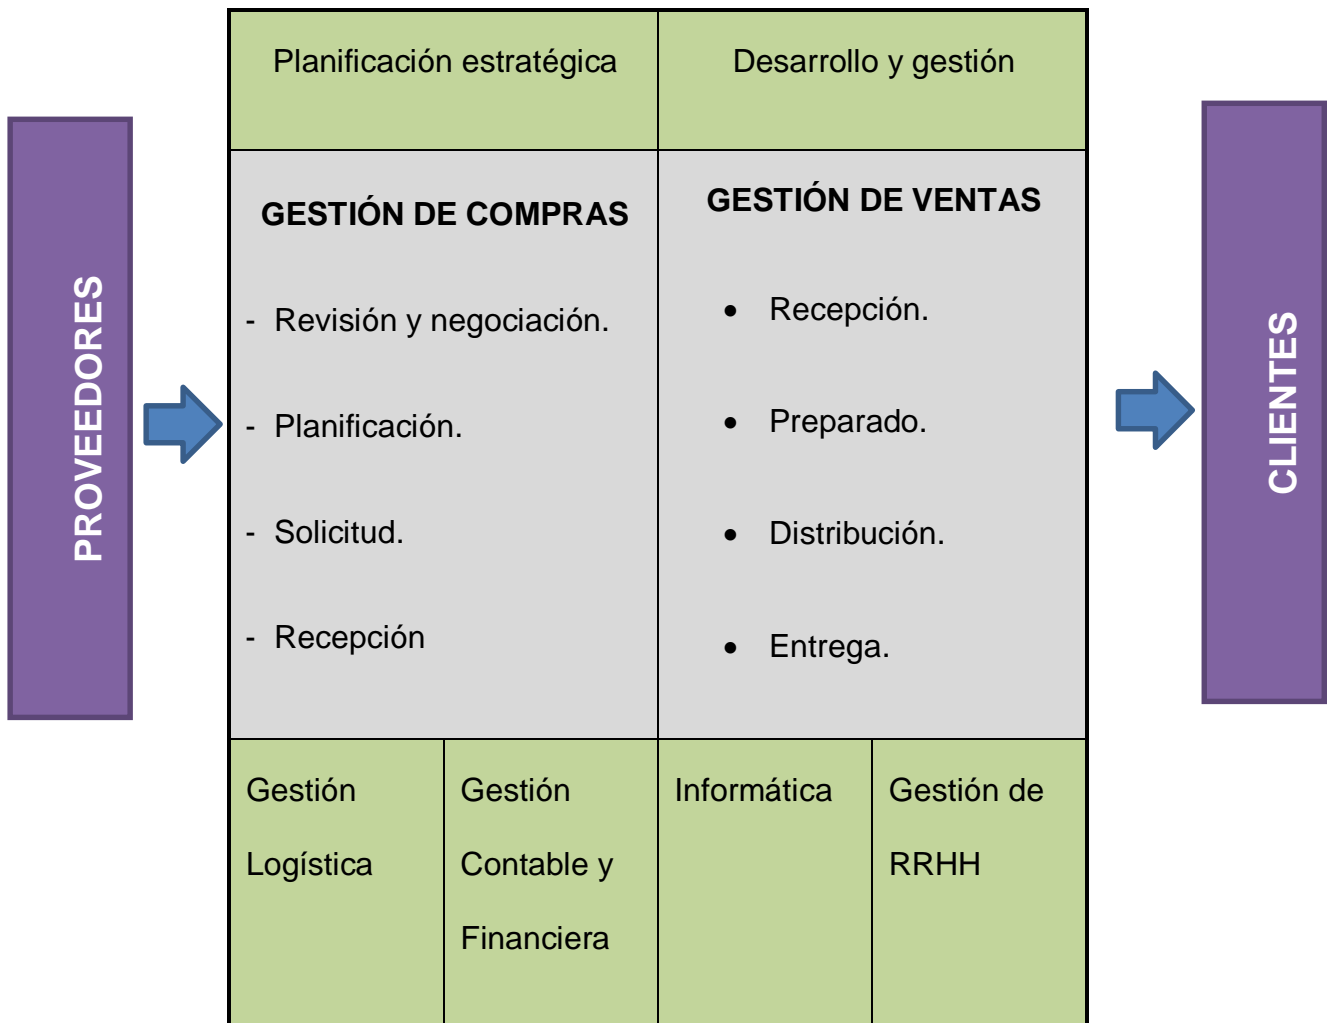 Planificación estratégica
Desarrollo y gestión
PROVEEDORES
GESTIÓN DE COMPRAS
- Revisión y negociación.
- Planificación.
- Solicitud.
- Recepción
GESTIÓN DE VENTAS
• Recepción.
• Preparado.
• Distribución.
• Entrega.
CLIENTES
Gestión
Logística
Gestión
Contable y
Financiera
Informática
Gestión de
RRHH